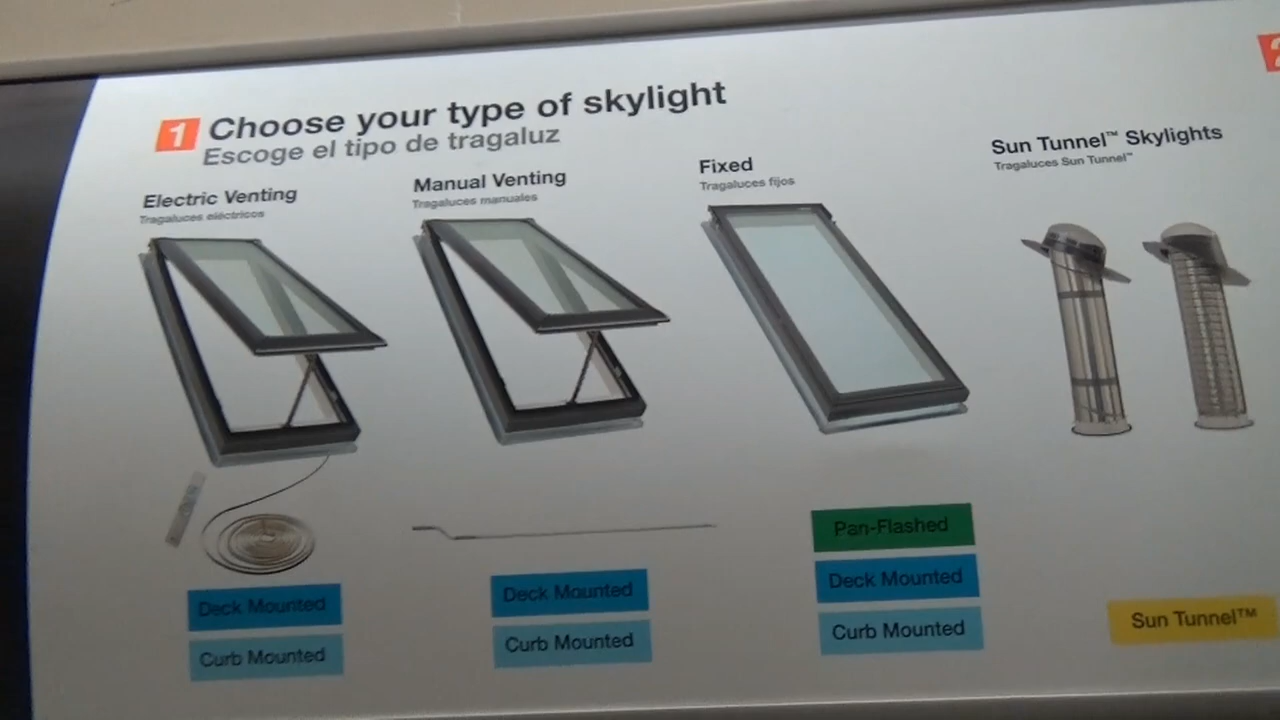 1 Choose your type of skylight
Escoge el tipo de tragaluz
Electric Venting
Tragaluces eléctricos
Manual Venting
Tragaluces manuales
Fixed
Tragaluces fijos
Sun Tunnel™ Skylights
Tragaluces Sun Tunnel™
Deck Mounted
Curb Mounted
Deck Mounted
Curb Mounted
Pan-Flashed
Deck Mounted
Curb Mounted
Sun Tunnel™
2